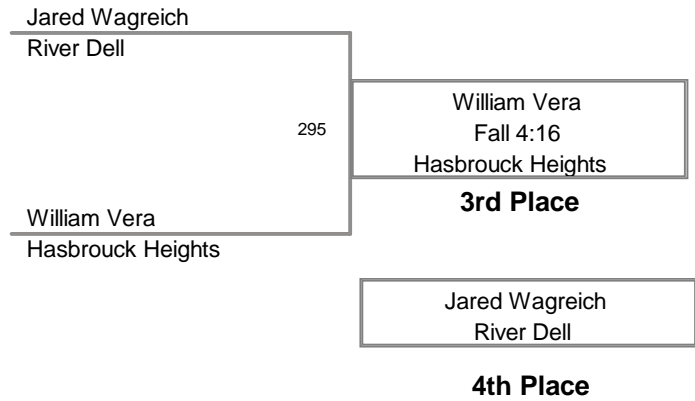 Jared Wagreich
River Dell
295
William Vera
Fall 4:16
Hasbrouck Heights
3rd Place
William Vera
Hasbrouck Heights
Jared Wagreich
River Dell
4th Place